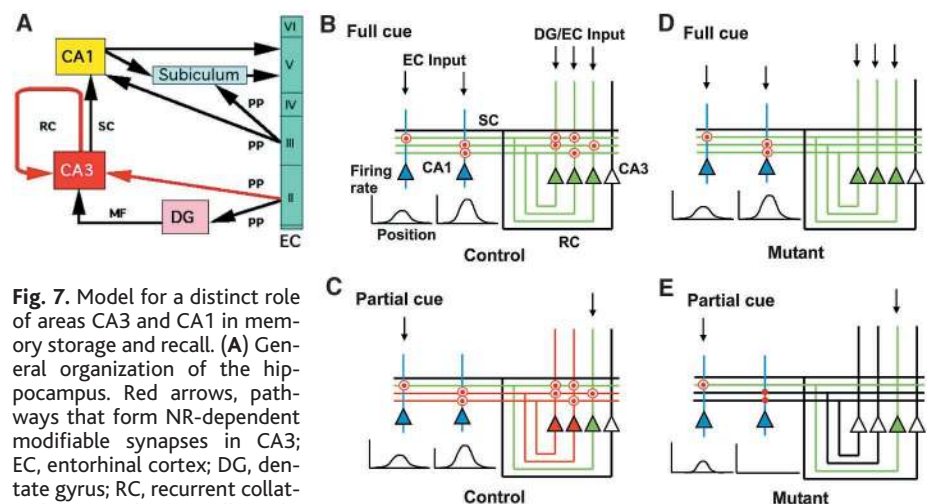 A
VI
CA1
V
Subiculum
PP
IV
RC
SC
PP
III
CA3
PP
II
MF
DG
PP
EC
B
Full cue
DG/EC Input
EC Input
SC
Firing
rate
CA1
CA3
Position
RC
Control
D
Full cue
Mutant
C
Partial cue
Control
E
Partial cue
Mutant
Fig. 7. Model for a distinct role
of areas CA3 and CA1 in mem-
ory storage and recall. (A) Gen-
eral organization of the hip-
pocampus. Red arrows, path-
ways that form NR-dependent
modifiable synapses in CA3;
EC, entorhinal cortex; DG, den-
tate gyrus; RC, recurrent collat-